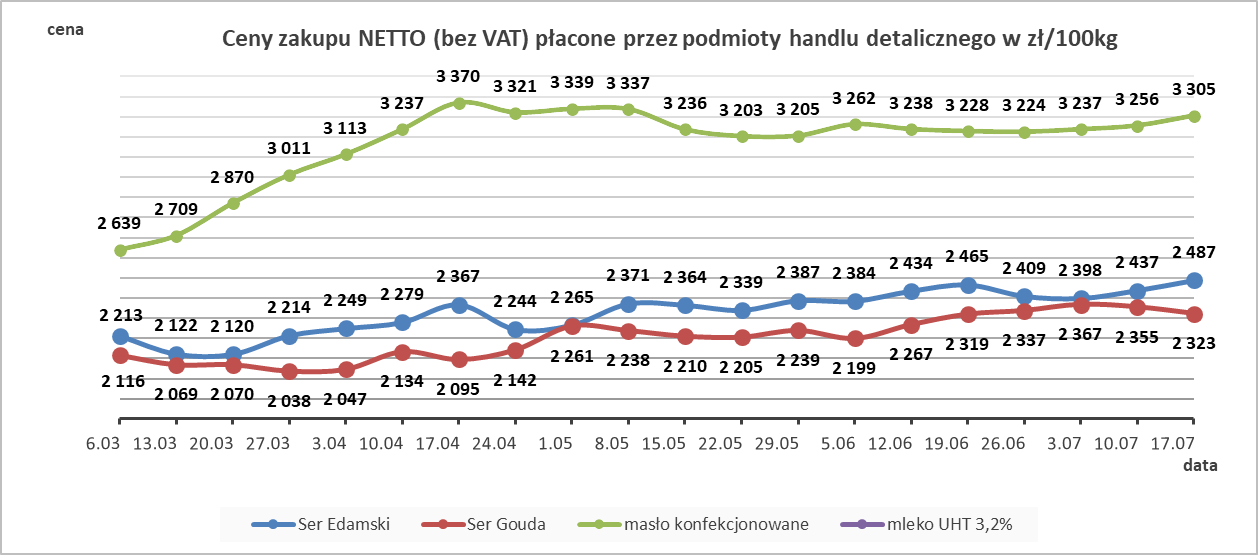 cena
Ceny zakupu NETTO (bez VAT) płacone przez podmioty handlu detalicznego w zł/100kg
2 639 2 709 2 870 3 011 3 113 3 237 3 370 3 321 3 339 3 337 3 236 3 203 3 205 3 262 3 238 3 228 3 224 3 237 3 256 3 305
2 213 2 122 2 120 2 214 2 249 2 279 2 367 2 244 2 265 2 371 2 364 2 339 2 387 2 384 2 434 2 465 2 409 2 398 2 437 2 487
2 116 2 069 2 070 2 038 2 047 2 134 2 095 2 142 2 261 2 238 2 210 2 205 2 239 2 199 2 267 2 319 2 337 2 367 2 355 2 323
6.03 13.03 20.03 27.03 3.04 10.04 17.04 24.04 1.05 8.05 15.05 22.05 29.05 5.06 12.06 19.06 26.06 3.07 10.07 17.07
data
Ser Edamski Ser Gouda masło konfekcjonowane mleko UHT 3,2%